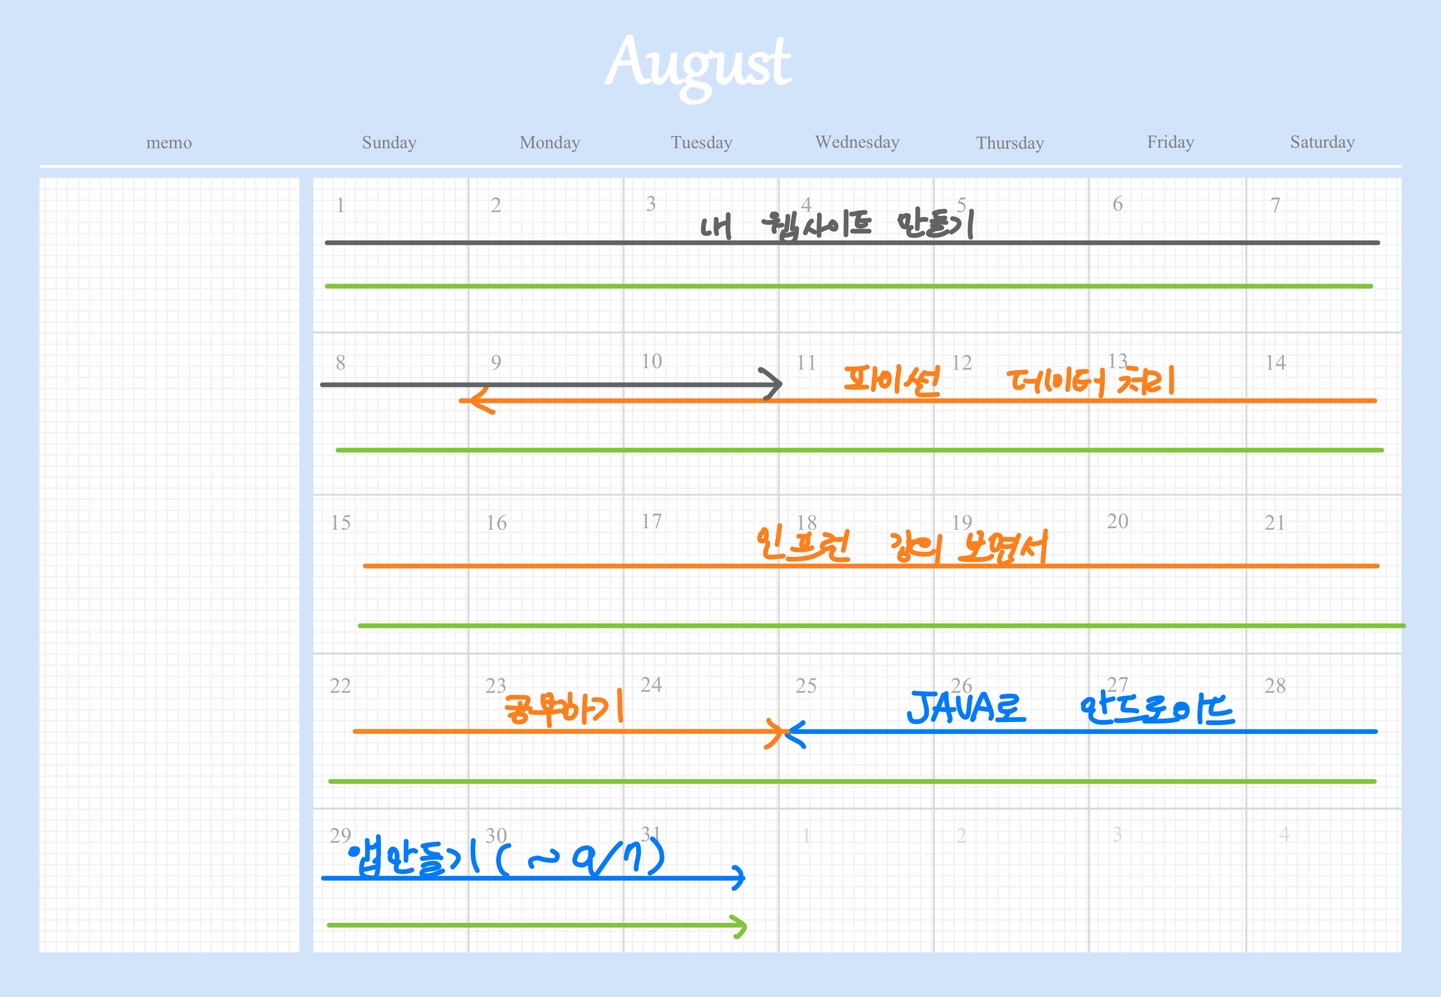 August
memo Sunday Monday Tuesday Wednesday Thursday Friday Saturday
1 2 3 4 5 6 7
내 웹사이트 만들기
8 9 10 11 12 13 14
파이썬 데이터 처리
15 16 17 18 19 20 21
인프런 강의 보면서
22 23 24 25 26 27 28
공부하기 JAVA로 안드로이드
29 30 31 1 2 3 4
앱만들기 (~9/7)